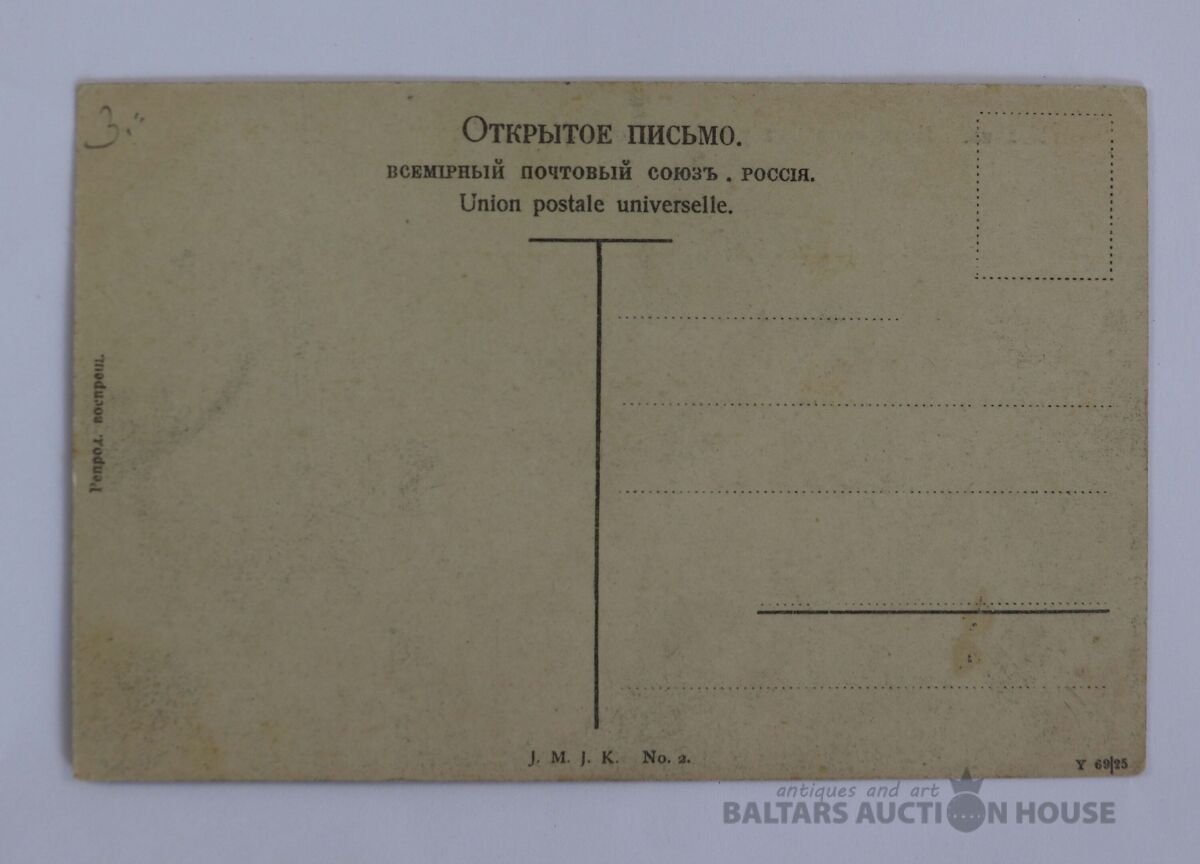 3.
Открытое письмо.
ВСЕМІРНЫЙ ПОЧТОВЫЙ СОЮЗЪ . РОССІЯ.
Union postale universelle.
Репрод. воспрещ.
J. M. J. K. No. 2.
Y 69|25
antiques and art
BALTARS AUCTION HOUSE